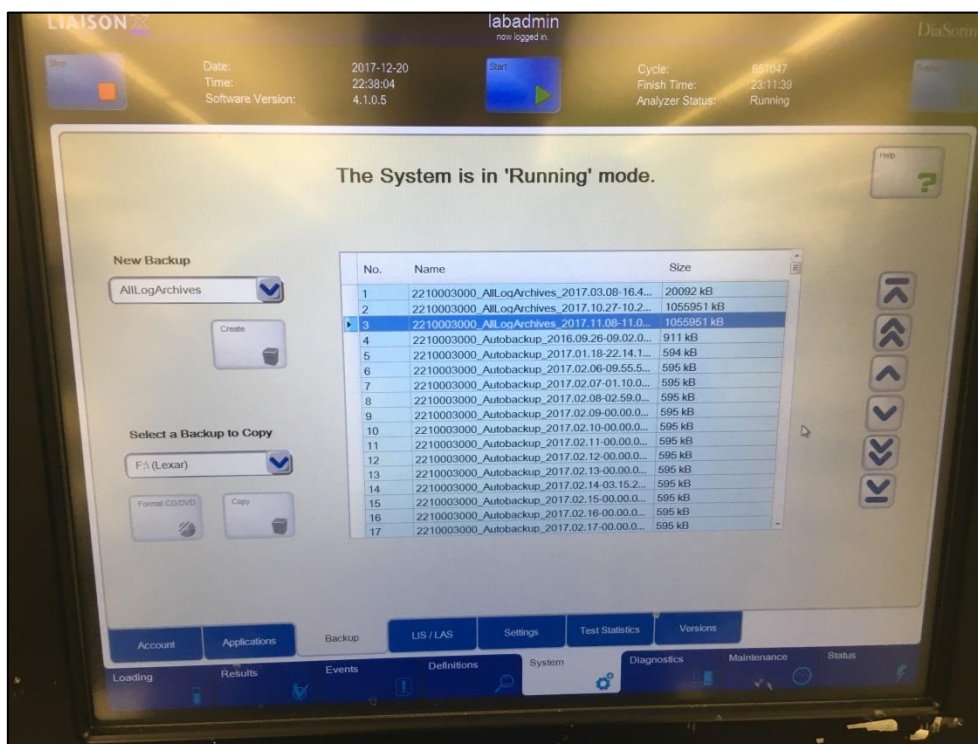 LIAISON X
labadmin
now logged in.
DiaSorin
Stop
Date: 2017-12-20
Time: 22:38:04
Software Version: 4.1.0.5
Start
Cycle: 651047
Finish Time: 23:11:39
Analyzer Status: Running
The System is in 'Running' mode.
Help
New Backup
AllLogArchives
Create
Select a Backup to Copy
F:\ (Lexar)
Format CD/DVD
Copy
No. Name Size
1 2210003000_AllLogArchives_2017.03.08-16.4... 20092 kB
2 2210003000_AllLogArchives_2017.10.27-10.2... 1055951 kB
3 2210003000_AllLogArchives_2017.11.08-11.0... 1055951 kB
4 2210003000_Autobackup_2016.09.26-09.02.0... 911 kB
5 2210003000_Autobackup_2017.01.18-22.14.1... 594 kB
6 2210003000_Autobackup_2017.02.06-09.55.5... 595 kB
7 2210003000_Autobackup_2017.02.07-01.10.0... 595 kB
8 2210003000_Autobackup_2017.02.08-02.59.0... 595 kB
9 2210003000_Autobackup_2017.02.09-00.00.0... 595 kB
10 2210003000_Autobackup_2017.02.10-00.00.0... 595 kB
11 2210003000_Autobackup_2017.02.11-00.00.0... 595 kB
12 2210003000_Autobackup_2017.02.12-00.00.0... 595 kB
13 2210003000_Autobackup_2017.02.13-00.00.0... 595 kB
14 2210003000_Autobackup_2017.02.14-03.15.2... 595 kB
15 2210003000_Autobackup_2017.02.15-00.00.0... 595 kB
16 2210003000_Autobackup_2017.02.16-00.00.0... 595 kB
17 2210003000_Autobackup_2017.02.17-00.00.0... 595 kB
Account
Applications
Backup
LIS / LAS
Settings
Test Statistics
Versions
Loading
Results
Events
Definitions
System
Diagnostics
Maintenance
Status